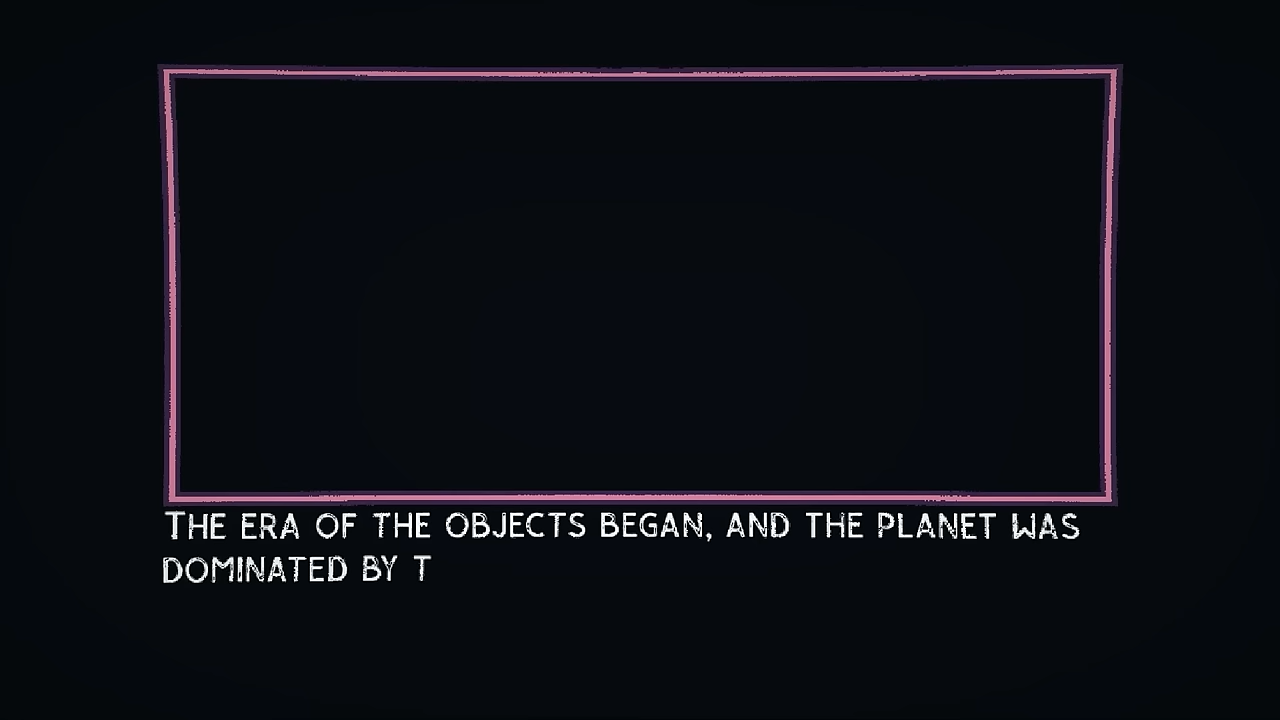 THE ERA OF THE OBJECTS BEGAN, AND THE PLANET WAS
DOMINATED BY T